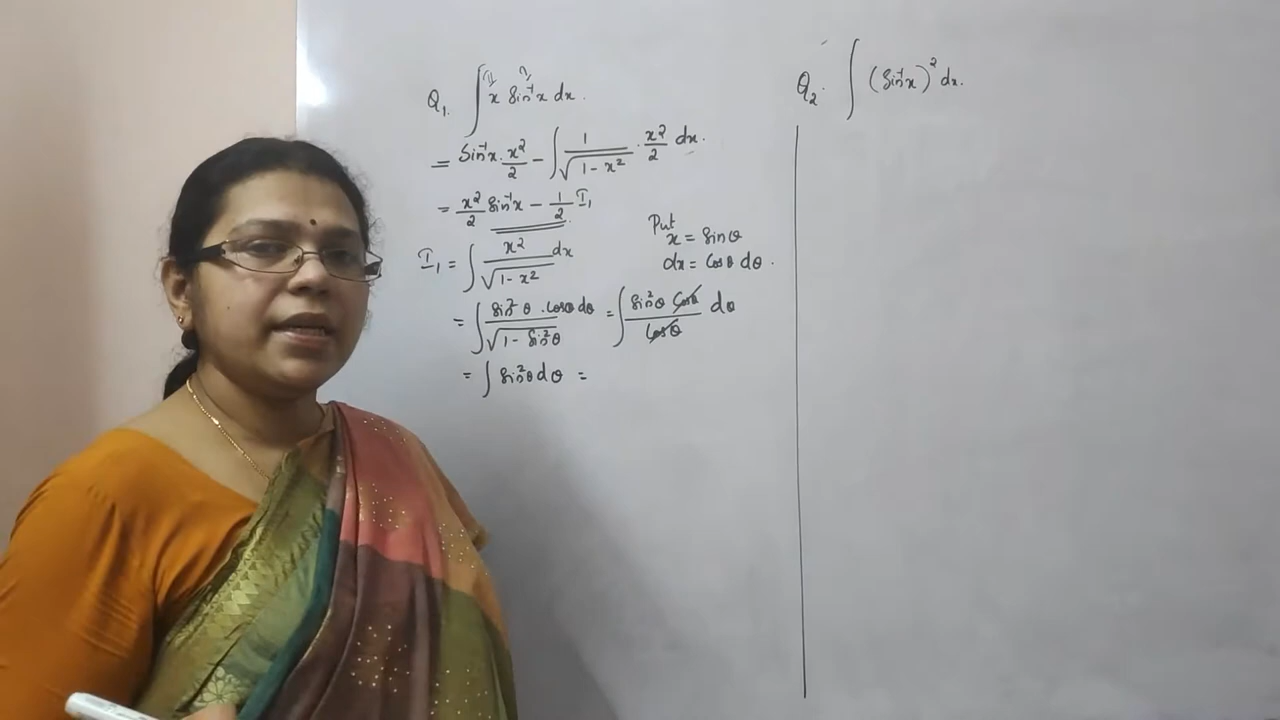 Q1. ∫ x sin⁻¹x dx.
= Sin⁻¹x . x²/2 - ∫ 1/√(1 - x²) . x²/2 dx.
= x²/2 sin⁻¹x - 1/2 I₁
I₁ = ∫ x²/√(1 - x²) dx
Put
x = sinθ
dx = cosθ dθ.
= ∫ sin²θ . cosθ dθ/√(1 - sin²θ) = ∫ sin²θ cosθ/cosθ dθ
= ∫ sin²θ dθ =
Q2. ∫ (sin⁻¹x)² dx.